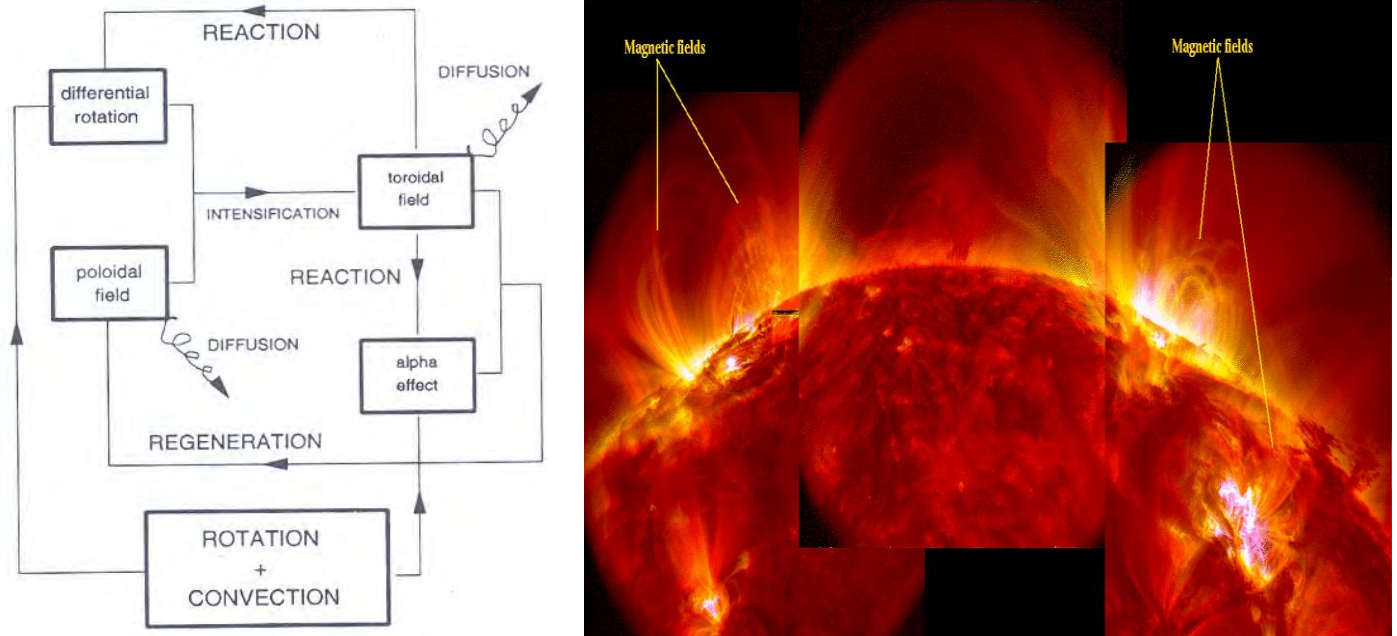 REACTION
DIFFUSION
differential
rotation
toroidal
field
INTENSIFICATION
poloidal
field
REACTION
DIFFUSION
alpha
effect
REGENERATION
ROTATION
+
CONVECTION
Magnetic fields
Magnetic fields